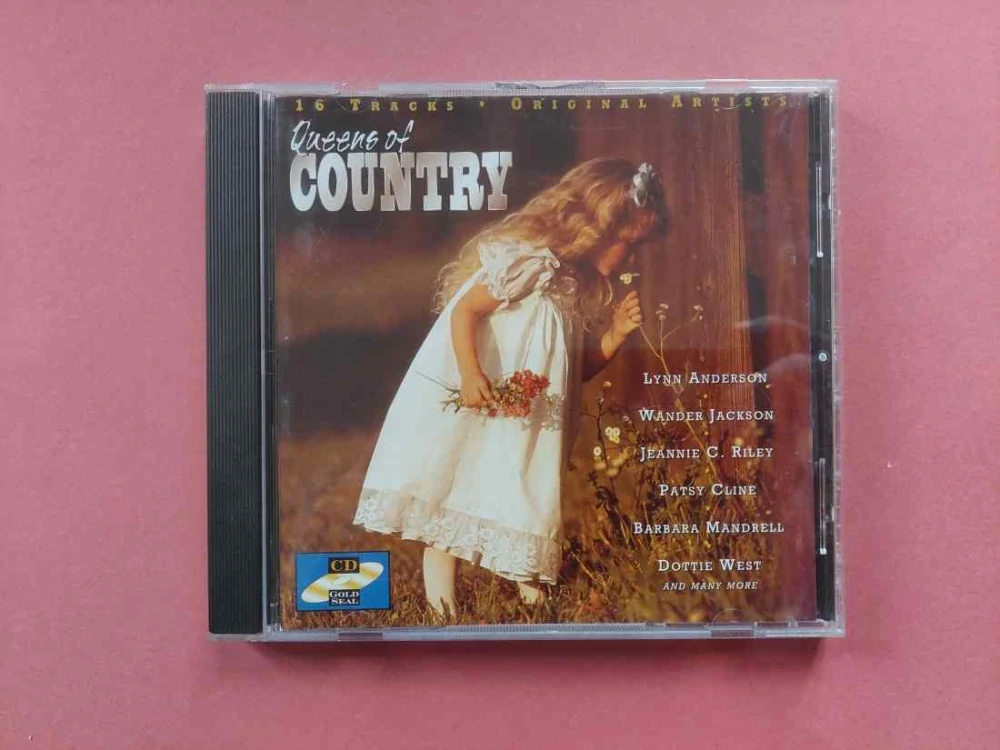 16 Tracks • Original Artists
Queens of
COUNTRY
Lynn Anderson
Wander Jackson
Jeannie C. Riley
Patsy Cline
Barbara Mandrell
Dottie West
AND MANY MORE
CD
GOLD
SEAL